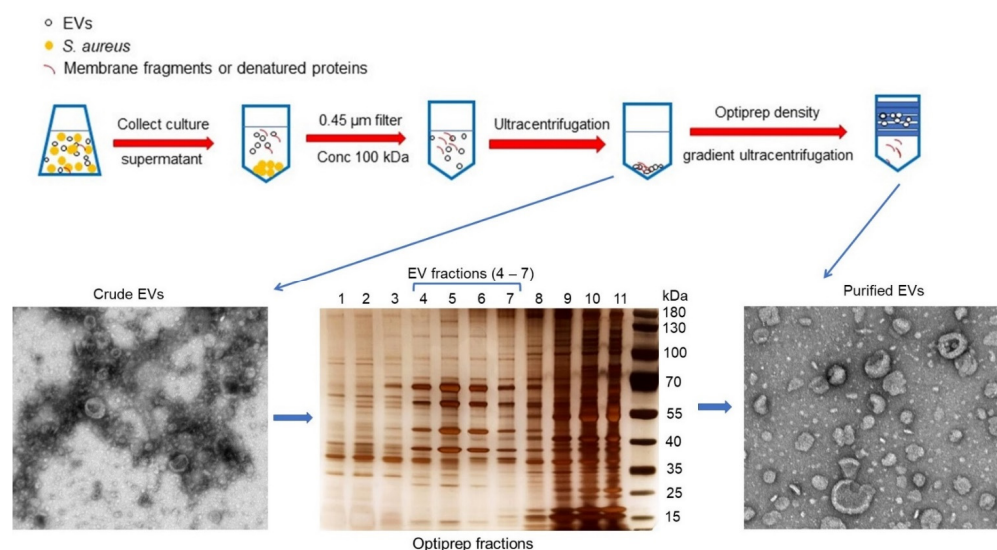 EVs
S. aureus
Membrane fragments or denatured proteins
Collect culture
supermatant
0.45 μm filter
Conc 100 kDa
Ultracentrifugation
Optiprep density
gradient ultracentrifugation
EV fractions (4 – 7)
Crude EVs
1 2 3 4 5 6 7 8 9 10 11
kDa
Purified EVs
180
130
100
70
55
40
35
25
15
Optiprep fractions